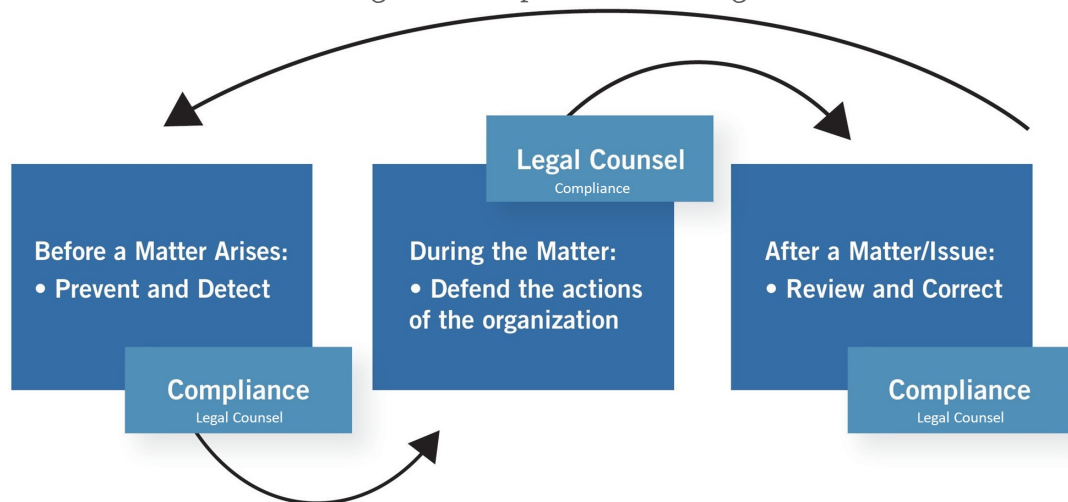 Legal Counsel
Compliance
Before a Matter Arises:
• Prevent and Detect
Compliance
Legal Counsel
During the Matter:
• Defend the actions
of the organization
After a Matter/Issue:
• Review and Correct
Compliance
Legal Counsel